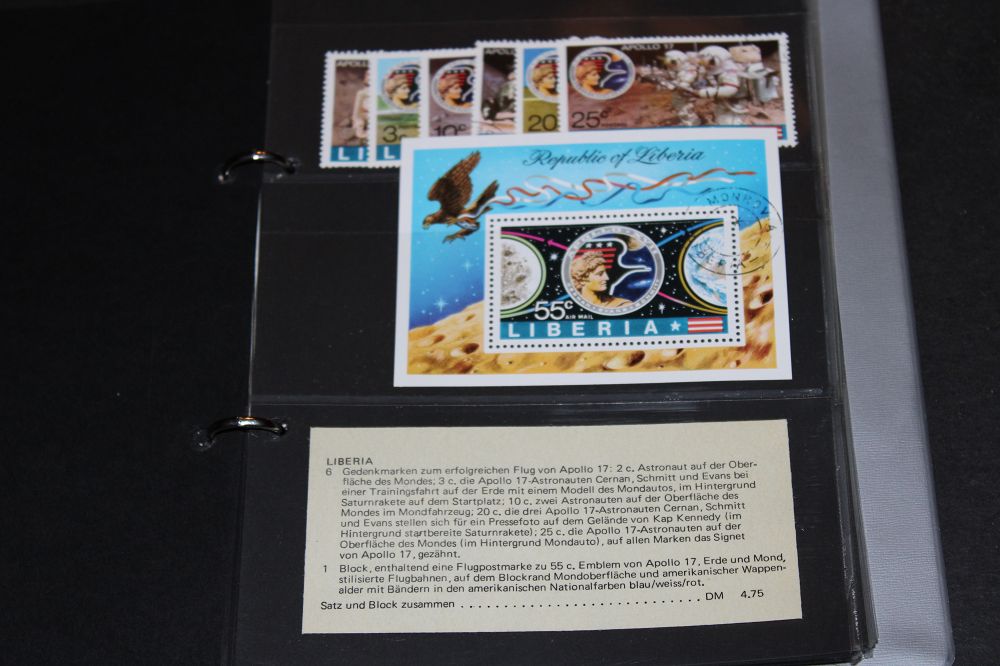 APOLLO 17
3c
10c
20
25c
LI
LIBERIA
Republic of Liberia
MONROV
55c
AIR MAIL
LIBERIA
LIBERIA
6 Gedenkmarken zum erfolgreichen Flug von Apollo 17: 2 c. Astronaut auf der Ober-
fläche des Mondes; 3 c. die Apollo 17-Astronauten Cernan, Schmitt und Evans bei
einer Trainingsfahrt auf der Erde mit einem Modell des Mondautos, im Hintergrund
Saturnrakete auf dem Startplatz; 10 c. zwei Astronauten auf der Oberfläche des
Mondes im Mondfahrzeug; 20 c. die drei Apollo 17-Astronauten Cernan, Schmitt
und Evans stellen sich für ein Pressefoto auf dem Gelände von Kap Kennedy (im
Hintergrund startbereite Saturnrakete); 25 c. die Apollo 17-Astronauten auf der
Oberfläche des Mondes (im Hintergrund Mondauto), auf allen Marken das Signet
von Apollo 17, gezähnt.
1 Block, enthaltend eine Flugpostmarke zu 55 c. Emblem von Apollo 17, Erde und Mond,
stilisierte Flugbahnen, auf dem Blockrand Mondoberfläche und amerikanischer Wappen-
adler mit Bändern in den amerikanischen Nationalfarben blau/weiss/rot.
Satz und Block zusammen . . . . . . . . . . . . . . . . . . . . . . . . . . . . DM 4.75